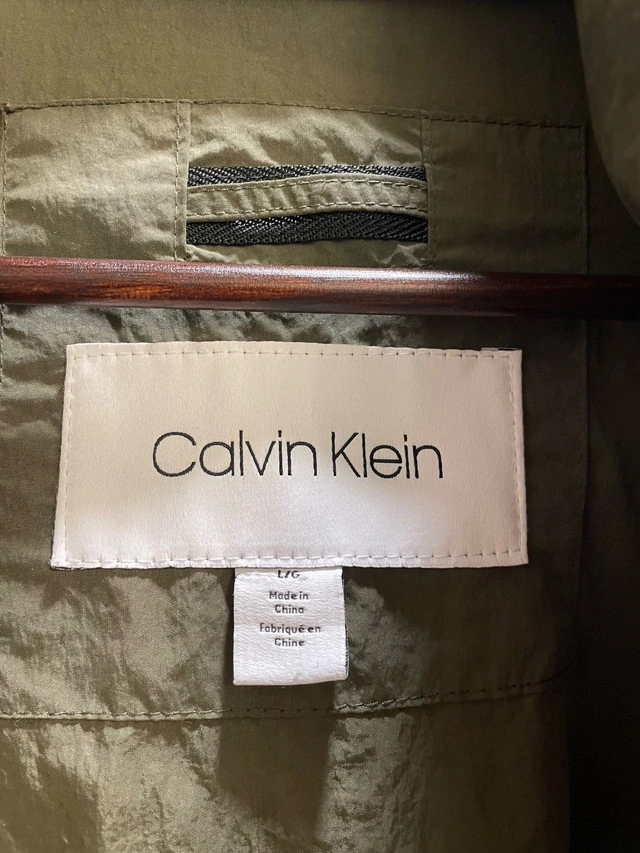 Calvin Klein
L/G
Made in
China
Fabriqué en
Chine